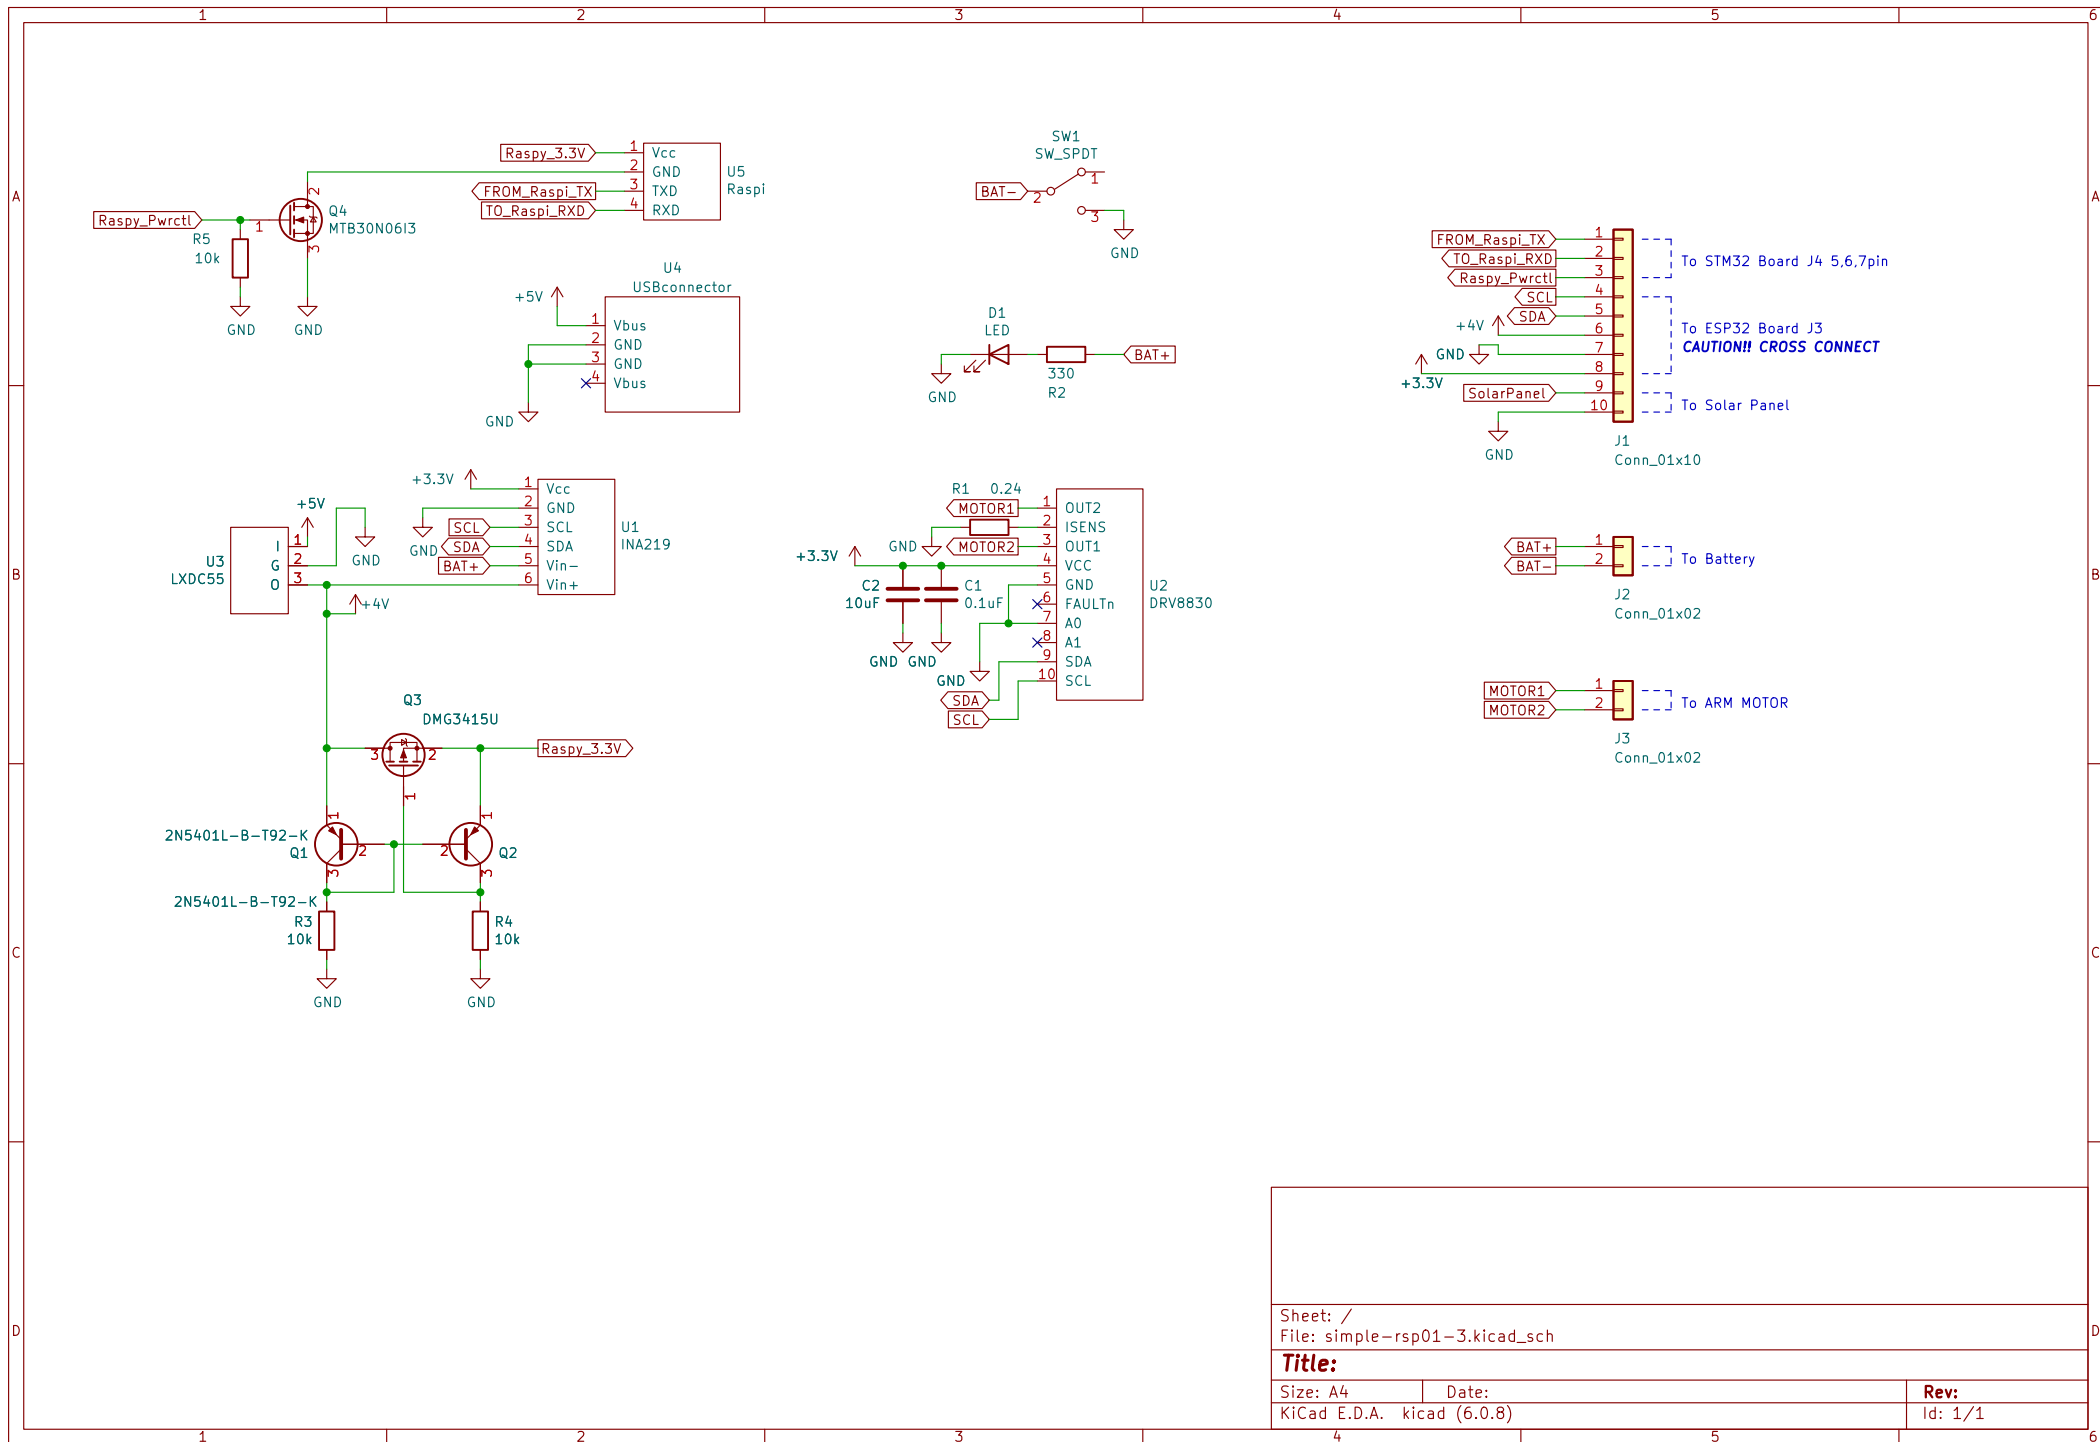 1 2 3 4 5 6
A
B
C
D
Raspy_3.3V 1 Vcc
2 GND
FROM_Raspi_TX 3 TXD
TO_Raspi_RXD 4 RXD
U5
Raspi
Raspy_Pwrctl
1
2
3
Q4
MTB30N06I3
R5
10k
GND
GND
U4
USBconnector
+5V
1 Vbus
2 GND
3 GND
4 Vbus
GND
SW1
SW_SPDT
BAT-
2
1
3
GND
D1
LED
BAT+
330
R2
GND
FROM_Raspi_TX 1
TO_Raspi_RXD 2
Raspy_Pwrctl 3
SCL 4
SDA 5
+4V 6
GND 7
+3.3V 8
SolarPanel 9
10
GND
To STM32 Board J4 5,6,7pin
To ESP32 Board J3
CAUTION!! CROSS CONNECT
To Solar Panel
J1
Conn_01x10
+5V
U3
LXDC55
I 1
G 2
O 3
GND
+4V
+3.3V
1 Vcc
2 GND
GND
SCL 3 SCL
SDA 4 SDA
BAT+ 5 Vin-
6 Vin+
U1
INA219
R1 0.24
MOTOR1 1 OUT2
2 ISENS
GND
MOTOR2 3 OUT1
+3.3V
4 VCC
5 GND
6 FAULTn
7 A0
8 A1
9 SDA
10 SCL
C2
10uF
C1
0.1uF
GND GND
GND
SDA
SCL
U2
DRV8830
BAT+ 1
BAT- 2
To Battery
J2
Conn_01x02
MOTOR1 1
MOTOR2 2
To ARM MOTOR
J3
Conn_01x02
Q3
DMG3415U
3 2
1
Raspy_3.3V
2N5401L-B-T92-K
Q1
1
2
3
1
2
3
Q2
2N5401L-B-T92-K
R3
10k
R4
10k
GND
GND
Sheet: /
File: simple-rsp01-3.kicad_sch
Title:
Size: A4 Date: Rev:
KiCad E.D.A. kicad (6.0.8) Id: 1/1
A
B
C
D
1 2 3 4 5 6